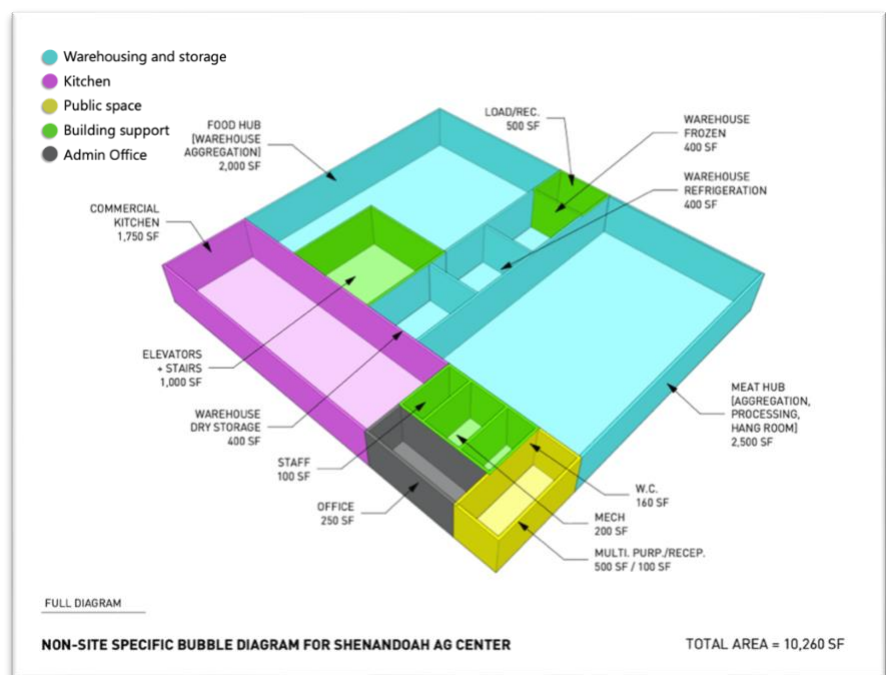 Warehousing and storage
Kitchen
Public space
Building support
Admin Office
FOOD HUB
[WAREHOUSE
AGGREGATION]
2,000 SF
LOAD/REC.
500 SF
WAREHOUSE
FROZEN
400 SF
WAREHOUSE
REFRIGERATION
400 SF
COMMERCIAL
KITCHEN
1,750 SF
ELEVATORS
+ STAIRS
1,000 SF
WAREHOUSE
DRY STORAGE
400 SF
STAFF
100 SF
OFFICE
250 SF
MEAT HUB
[AGGREGATION,
PROCESSING,
HANG ROOM]
2,500 SF
W.C.
160 SF
MECH
200 SF
MULTI. PURP./RECEP.
500 SF / 100 SF
FULL DIAGRAM
NON-SITE SPECIFIC BUBBLE DIAGRAM FOR SHENANDOAH AG CENTER
TOTAL AREA = 10,260 SF